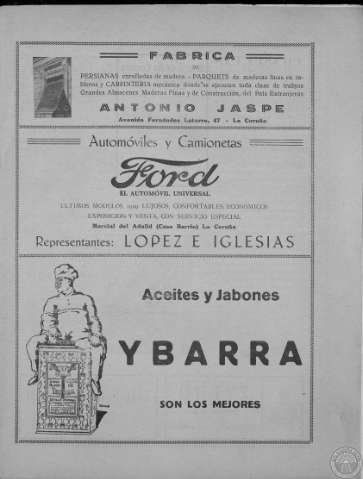 FABRICA
DE
PERSIANAS enrolladas de madera - PARQUETS de maderas finas en
y CARPINTERIA mecánica donde se ejecutan toda clase de trabajos
Grandes Almacenes Maderas Finas y de Construcción, del País Extranjeras
ANTONIO JASPE
Avenida Fernández Latorre, 47 - La Coruña
Automóviles y Camionetas
Ford
EL AUTOMÓVIL UNIVERSAL
ULTIMOS MODELOS 1929 LUJOSOS, CONFORTABLES, ECONOMICOS
EXPOSICION Y VENTA, CON SERVICIO ESPECIAL
Marcial del Adalid (Casa Barrié) La Coruña
Representantes: LOPEZ E IGLESIAS
Aceites y Jabones
YBARRA
SON LOS MEJORES